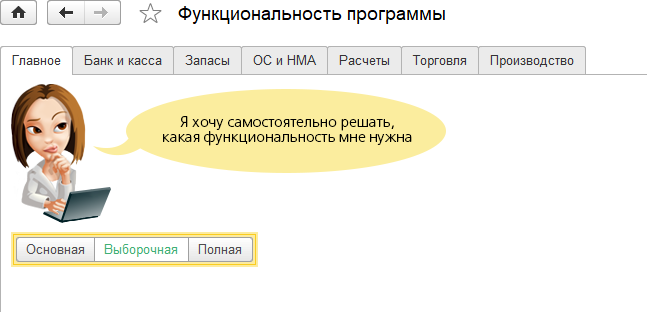 Функциональность программы
Главное Банк и касса Запасы ОС и НМА Расчеты Торговля Производство
Я хочу самостоятельно решать,
какая функциональность мне нужна
Основная Выборочная Полная